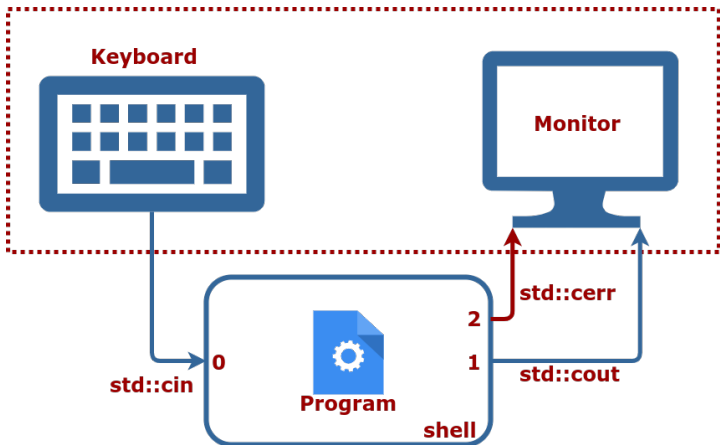 Keyboard
Monitor
std::cerr
2
0
1
std::cin
std::cout
Program
shell